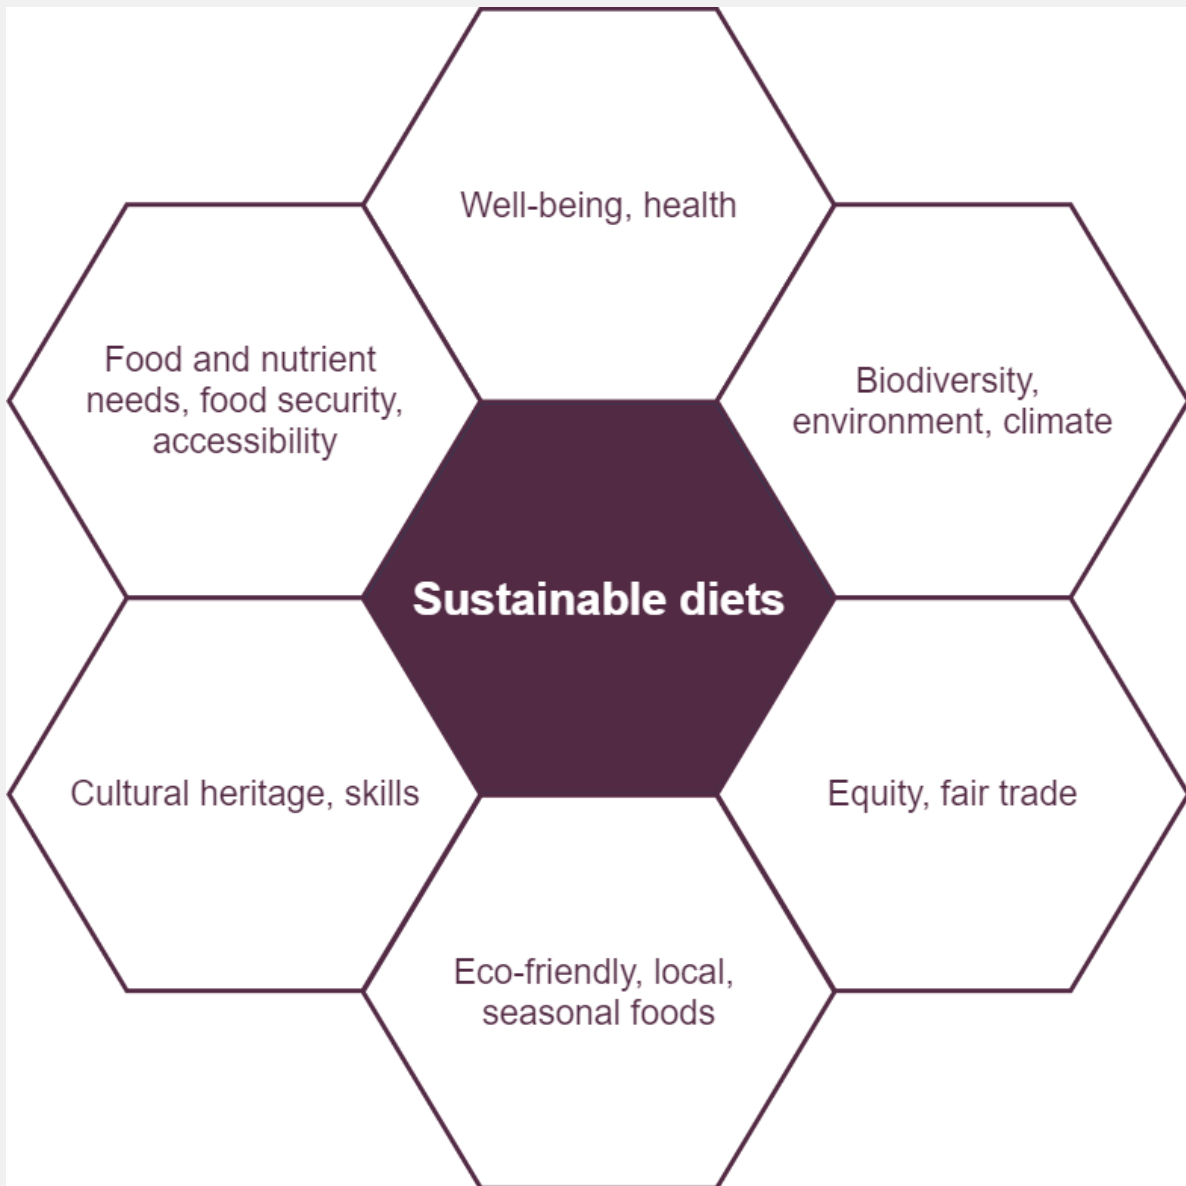 Well-being, health
Food and nutrient
needs, food security,
accessibility
Biodiversity,
environment, climate
Sustainable diets
Cultural heritage, skills
Equity, fair trade
Eco-friendly, local,
seasonal foods